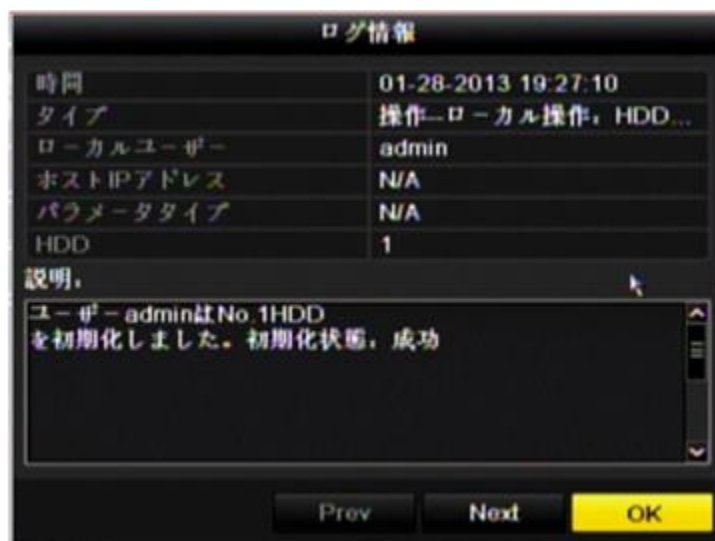 ログ情報
時間 01-28-2013 19:27:10
タイプ 操作--ローカル操作: HDD...
ローカルユーザー admin
ホストIPアドレス N/A
パラメータタイプ N/A
HDD 1
説明:
ユーザーadminはNo.1HDD
を初期化しました。初期化状態: 成功
Prev Next OK